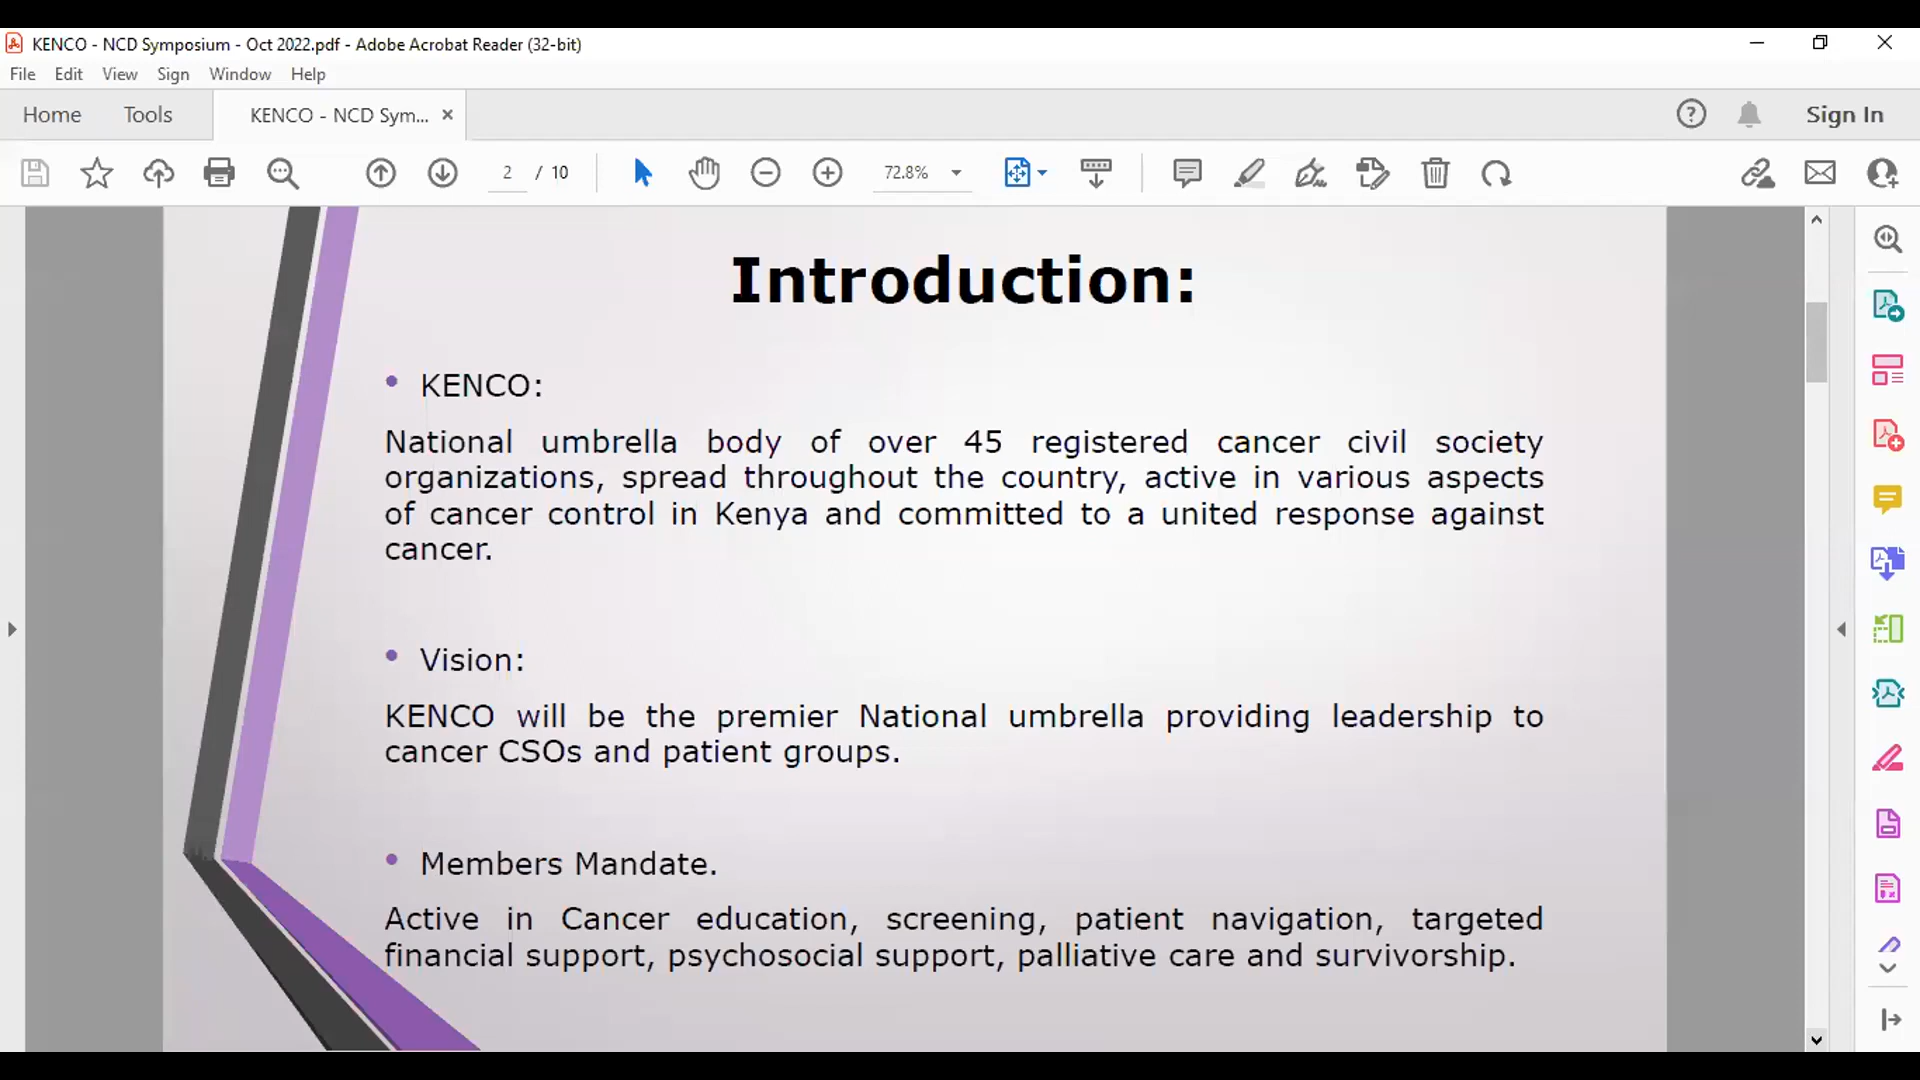 KENCO - NCD Symposium - Oct 2022.pdf - Adobe Acrobat Reader (32-bit)
File Edit View Sign Window Help
Home Tools KENCO - NCD Sym... Sign In
2 / 10 72.8%
Introduction:
• KENCO:
National umbrella body of over 45 registered cancer civil society
organizations, spread throughout the country, active in various aspects
of cancer control in Kenya and committed to a united response against
cancer.
• Vision:
KENCO will be the premier National umbrella providing leadership to
cancer CSOs and patient groups.
• Members Mandate.
Active in Cancer education, screening, patient navigation, targeted
financial support, psychosocial support, palliative care and survivorship.